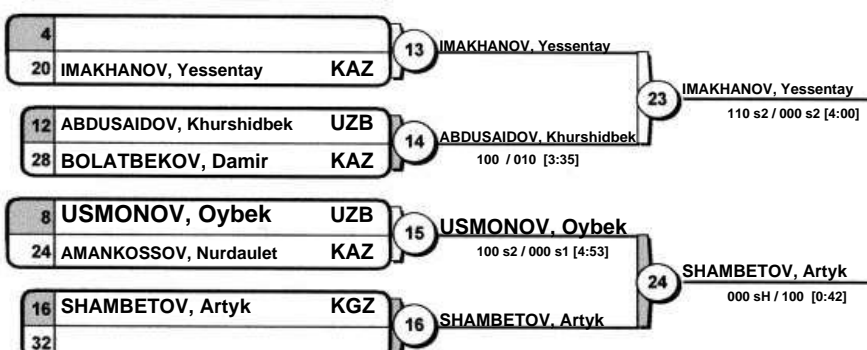 4
20 IMAKHANOV, Yessentay KAZ
13
IMAKHANOV, Yessentay
12 ABDUSAIDOV, Khurshidbek UZB
28 BOLATBEKOV, Damir KAZ
14
ABDUSAIDOV, Khurshidbek
100 / 010 [3:35]
23
IMAKHANOV, Yessentay
110 s2 / 000 s2 [4:00]
8 USMONOV, Oybek UZB
24 AMANKOSSOV, Nurdaulet KAZ
15
USMONOV, Oybek
100 s2 / 000 s1 [4:53]
16 SHAMBETOV, Artyk KGZ
32
16
SHAMBETOV, Artyk
24
SHAMBETOV, Artyk
000 sH / 100 [0:42]